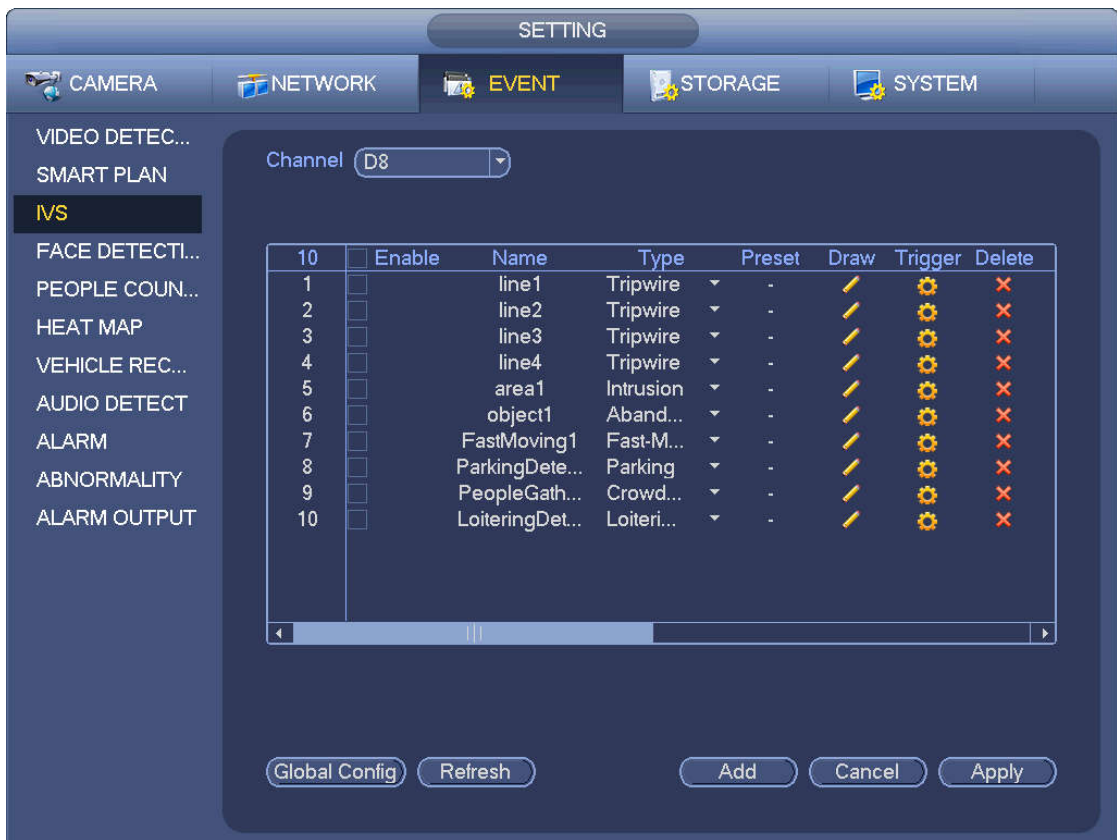 SETTING
CAMERA NETWORK EVENT STORAGE SYSTEM
VIDEO DETEC...
SMART PLAN
IVS
FACE DETECTI...
PEOPLE COUN...
HEAT MAP
VEHICLE REC...
AUDIO DETECT
ALARM
ABNORMALITY
ALARM OUTPUT
Channel D8
10 Enable Name Type Preset Draw Trigger Delete
1 line1 Tripwire -
2 line2 Tripwire -
3 line3 Tripwire -
4 line4 Tripwire -
5 area1 Intrusion -
6 object1 Aband... -
7 FastMoving1 Fast-M... -
8 ParkingDete... Parking -
9 PeopleGath... Crowd... -
10 LoiteringDet... Loiteri... -
Global Config Refresh Add Cancel Apply